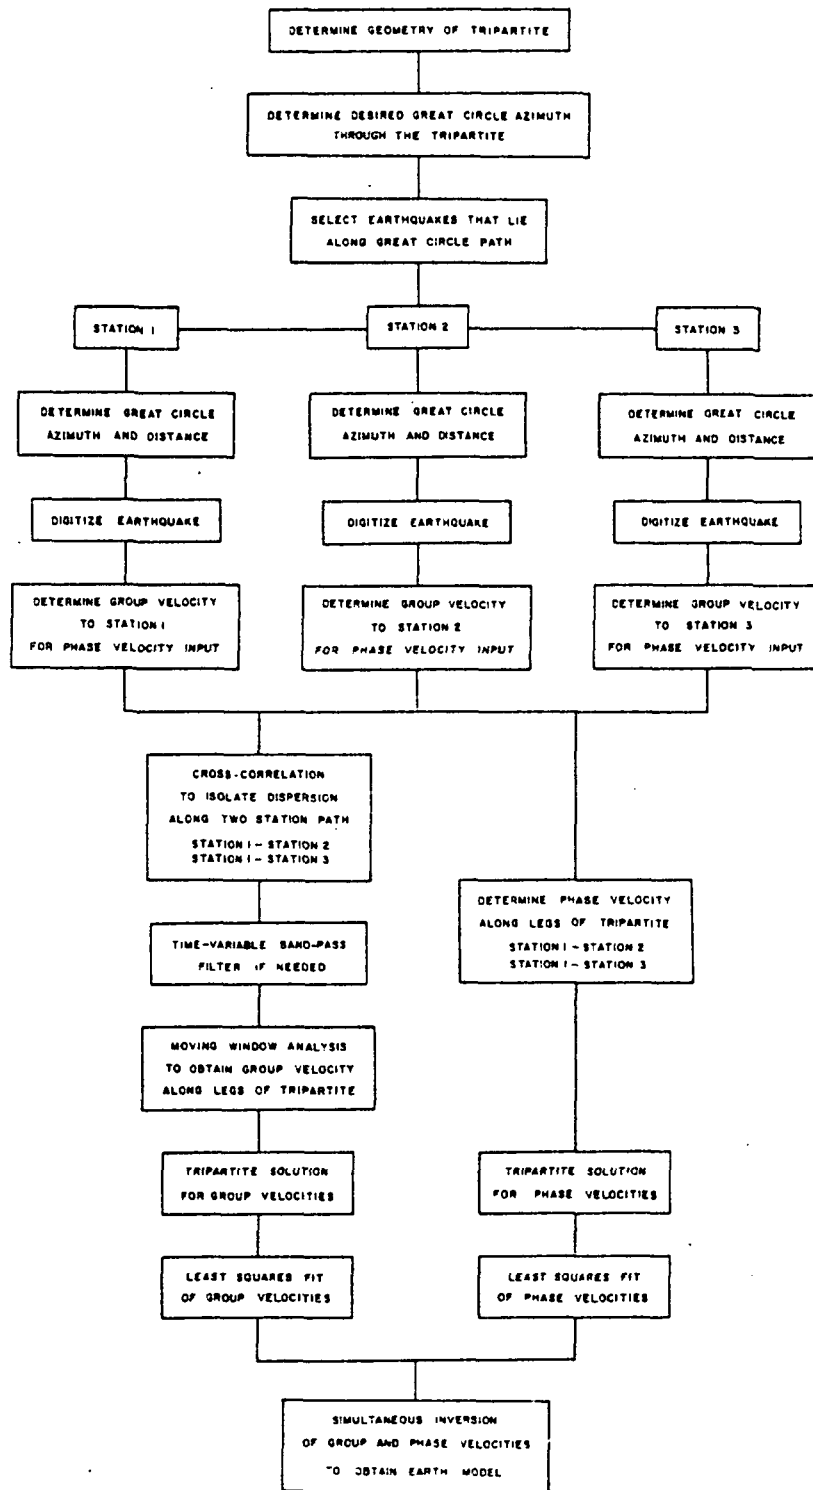 DETERMINE GEOMETRY OF TRIPARTITE
DETERMINE DESIRED GREAT CIRCLE AZIMUTH
THROUGH THE TRIPARTITE
SELECT EARTHQUAKES THAT LIE
ALONG GREAT CIRCLE PATH
STATION 1
STATION 2
STATION 3
DETERMINE GREAT CIRCLE
AZIMUTH AND DISTANCE
DETERMINE GREAT CIRCLE
AZIMUTH AND DISTANCE
DETERMINE GREAT CIRCLE
AZIMUTH AND DISTANCE
DIGITIZE EARTHQUAKE
DIGITIZE EARTHQUAKE
DIGITIZE EARTHQUAKE
DETERMINE GROUP VELOCITY
TO STATION 1
FOR PHASE VELOCITY INPUT
DETERMINE GROUP VELOCITY
TO STATION 2
FOR PHASE VELOCITY INPUT
DETERMINE GROUP VELOCITY
TO STATION 3
FOR PHASE VELOCITY INPUT
CROSS-CORRELATION
TO ISOLATE DISPERSION
ALONG TWO STATION PATH
STATION 1 - STATION 2
STATION 1 - STATION 3
TIME-VARIABLE BAND-PASS
FILTER IF NEEDED
MOVING WINDOW ANALYSIS
TO OBTAIN GROUP VELOCITY
ALONG LEGS OF TRIPARTITE
TRIPARTITE SOLUTION
FOR GROUP VELOCITIES
LEAST SQUARES FIT
OF GROUP VELOCITIES
DETERMINE PHASE VELOCITY
ALONG LEGS OF TRIPARTITE
STATION 1 - STATION 2
STATION 1 - STATION 3
TRIPARTITE SOLUTION
FOR PHASE VELOCITIES
LEAST SQUARES FIT
OF PHASE VELOCITIES
SIMULTANEOUS INVERSION
OF GROUP AND PHASE VELOCITIES
TO OBTAIN EARTH MODEL